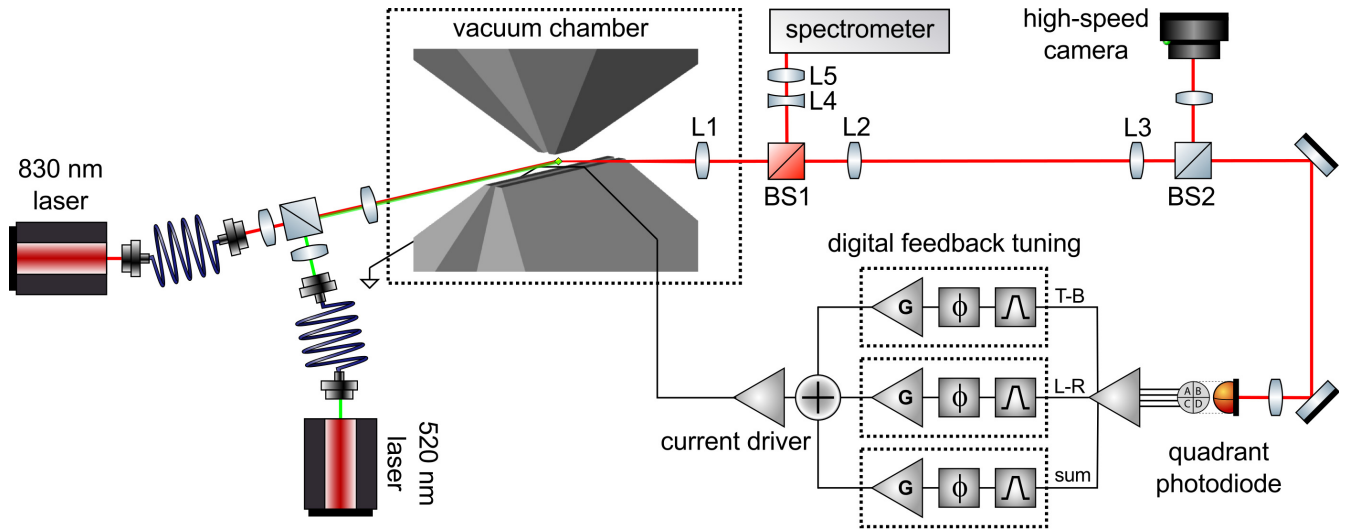 vacuum chamber
spectrometer
high-speed
camera
L5
L4
L1
L2
L3
BS1
BS2
830 nm
laser
520 nm
laser
digital feedback tuning
G
ϕ
T-B
G
ϕ
L-R
G
ϕ
sum
current driver
A B
C D
quadrant
photodiode